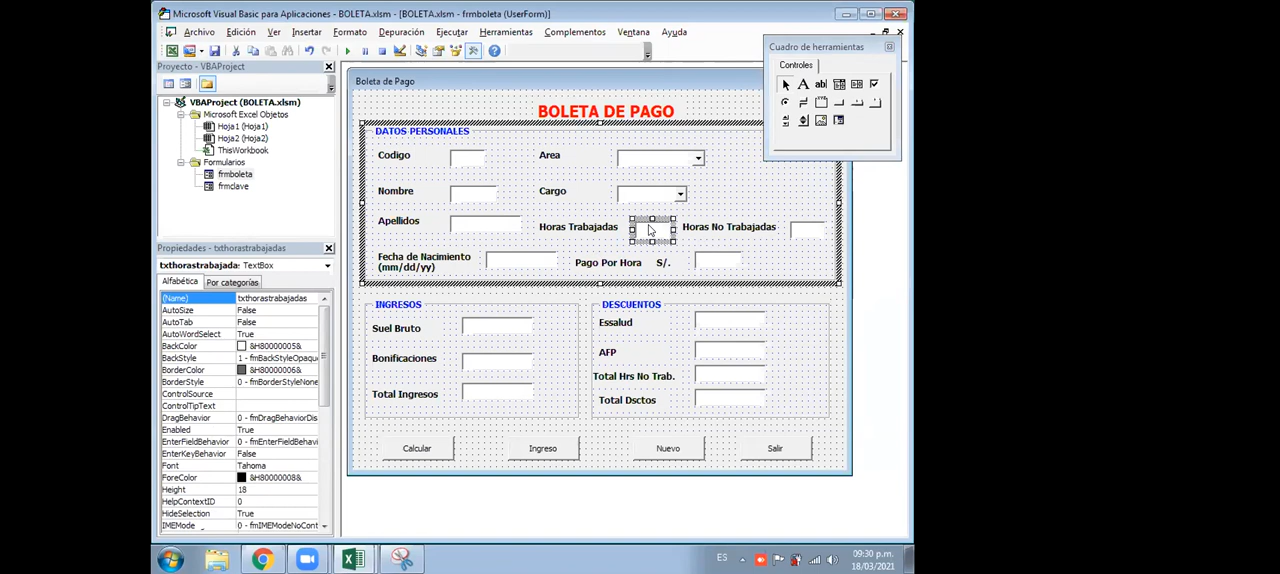 Microsoft Visual Basic para Aplicaciones - BOLETA.xlsm - [BOLETA.xlsm - frmboleta (UserForm)]
Archivo Edición Ver Insertar Formato Depuración Ejecutar Herramientas Complementos Ventana Ayuda
Proyecto - VBAProject
VBAProject (BOLETA.xlsm)
Microsoft Excel Objetos
Hoja1 (Hoja1)
Hoja2 (Hoja2)
ThisWorkbook
Formularios
frmboleta
frmclave
Propiedades - txthorastrabajadas
txthorastrabajada: TextBox
Alfabética Por categorías
(Name) txthorastrabajadas
AutoSize False
AutoTab False
AutoWordSelect True
BackColor &H80000005&
BackStyle 1 - fmBackStyleOpaqu
BorderColor &H80000006&
BorderStyle 0 - fmBorderStyleNone
ControlSource
ControlTipText
DragBehavior 0 - fmDragBehaviorDis
Enabled True
EnterFieldBehavior 0 - fmEnterFieldBehavi
EnterKeyBehavior False
Font Tahoma
ForeColor &H80000008&
Height 18
HelpContextID 0
HideSelection True
IMEMode 0 - fmIMEModeNoCont
Boleta de Pago
BOLETA DE PAGO
DATOS PERSONALES
Codigo Area
Nombre Cargo
Apellidos Horas Trabajadas Horas No Trabajadas
Fecha de Nacimiento
(mm/dd/yy)
Pago Por Hora S/.
INGRESOS
Suel Bruto
Bonificaciones
Total Ingresos
DESCUENTOS
Essalud
AFP
Total Hrs No Trab.
Total Dsctos
Calcular Ingreso Nuevo Salir
Cuadro de herramientas
Controles
A ab|
ES
09:30 p.m.
18/03/2021